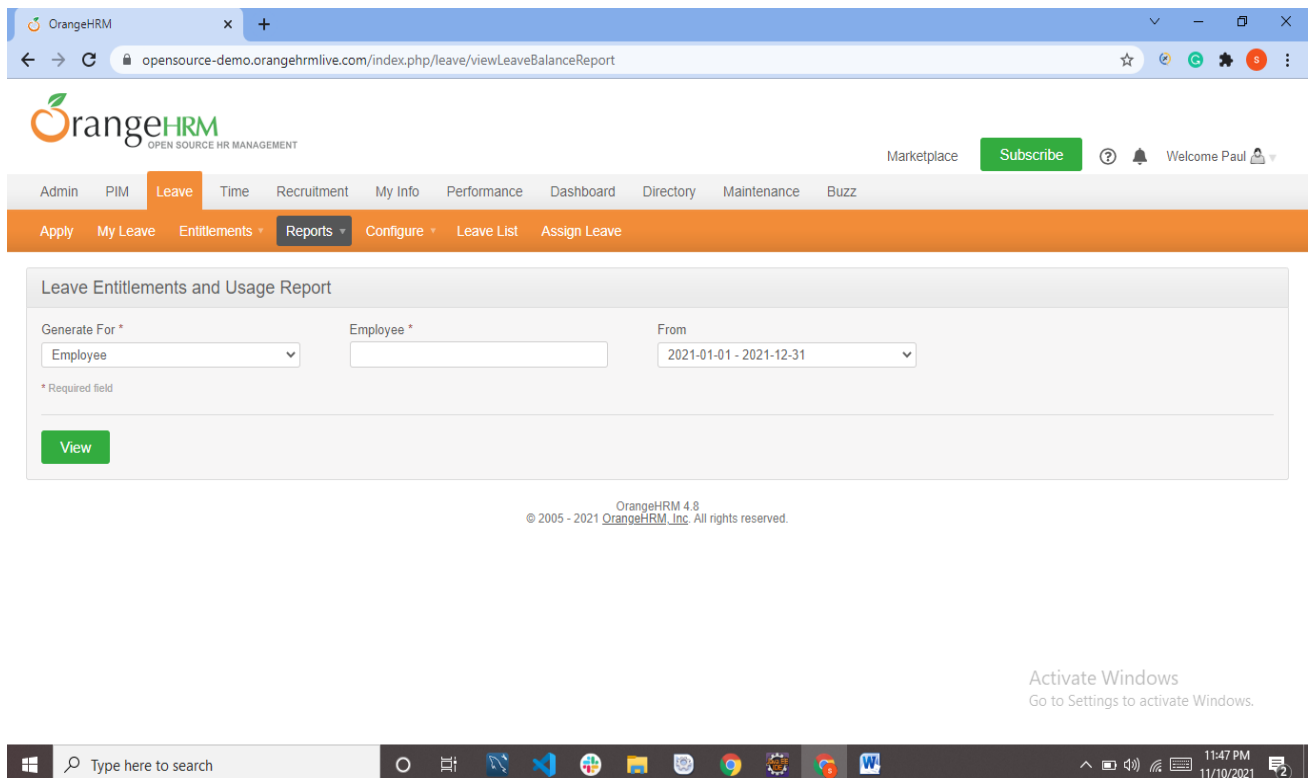 OrangeHRM
opensource-demo.orangehrmlive.com/index.php/leave/viewLeaveBalanceReport
S
OrangeHRM
OPEN SOURCE HR MANAGEMENT
Marketplace Subscribe ? Welcome Paul
Admin PIM Leave Time Recruitment My Info Performance Dashboard Directory Maintenance Buzz
Apply My Leave Entitlements Reports Configure Leave List Assign Leave
Leave Entitlements and Usage Report
Generate For * Employee * From
Employee 2021-01-01 - 2021-12-31
* Required field
View
OrangeHRM 4.8
© 2005 - 2021 OrangeHRM, Inc. All rights reserved.
Activate Windows
Go to Settings to activate Windows.
Type here to search
11:47 PM
11/10/2021
2